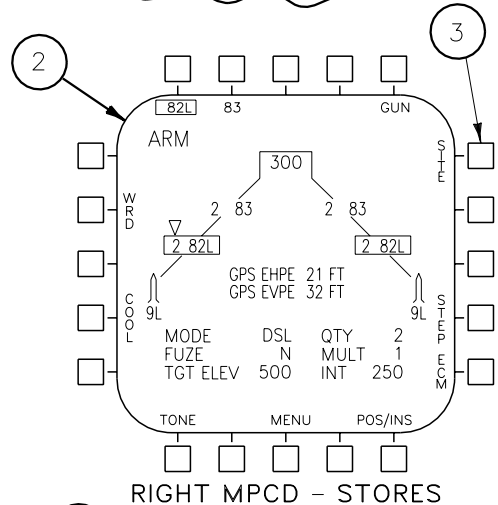 2
3
82L 83 GUN
ARM
SITE
300
WRD
2 83 2 83
2 82L 2 82L
GPS EHPE 21 FT
GPS EVPE 32 FT
COOL
9L 9L
STEP
MODE DSL QTY 2
FUZE N MULT 1
TGT ELEV 500 INT 250
ECM
TONE MENU POS/INS
RIGHT MPCD – STORES